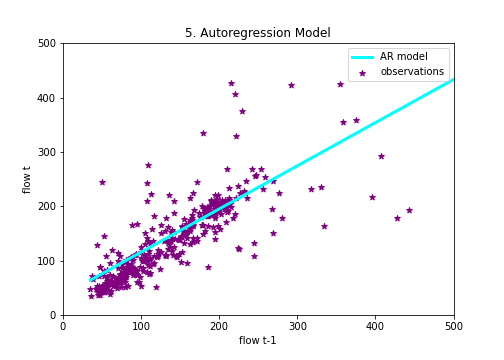 5. Autoregression Model
AR model
observations
flow t
500
400
300
200
100
0
0 100 200 300 400 500
flow t-1